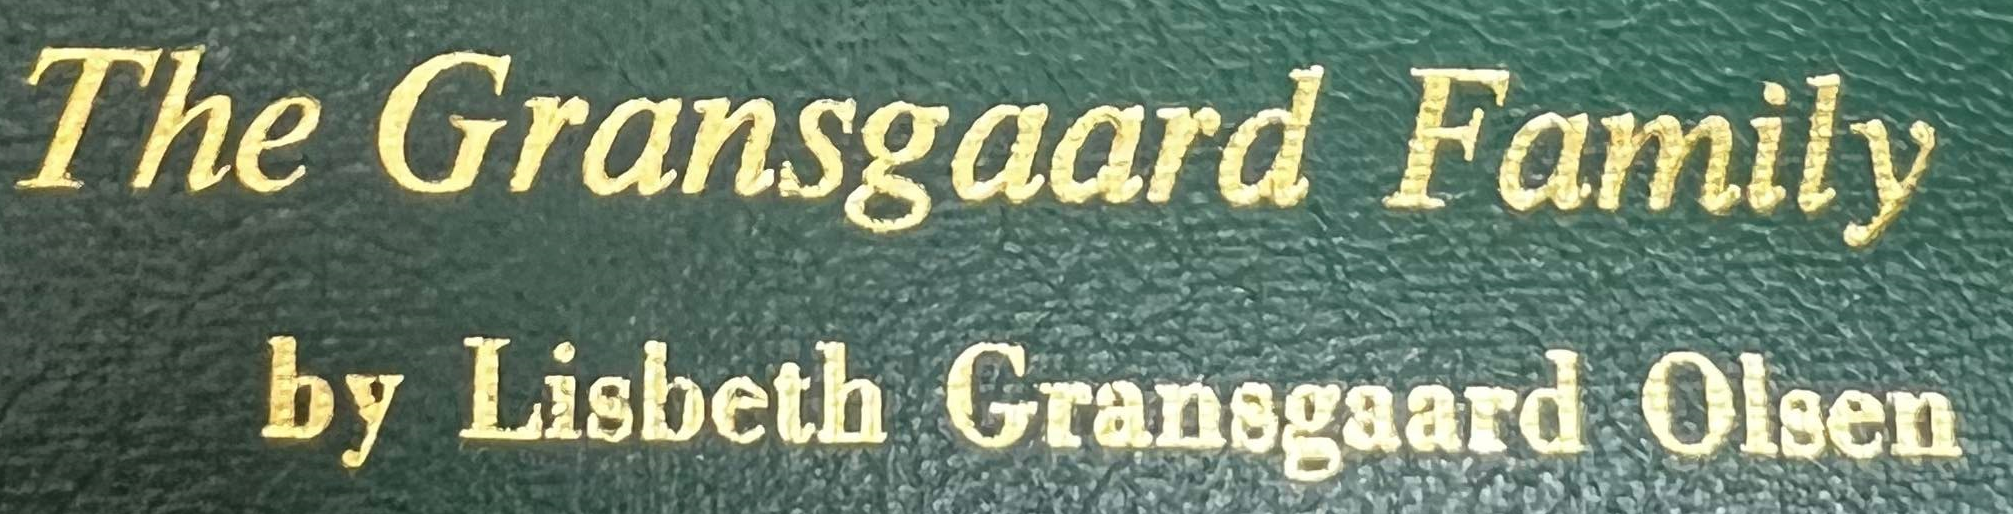 The Gransgaard Family
by Lisbeth Gransgaard Olsen